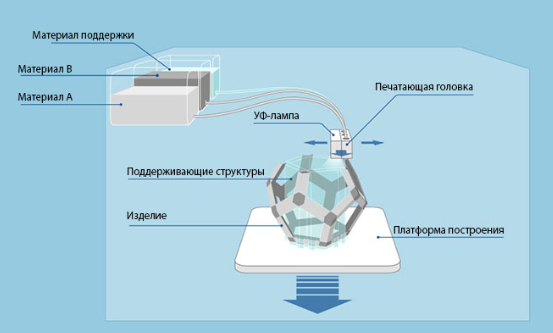 Материал поддержки
Материал В
Материал А
Печатающая головка
УФ-лампа
Поддерживающие структуры
Изделие
Платформа построения